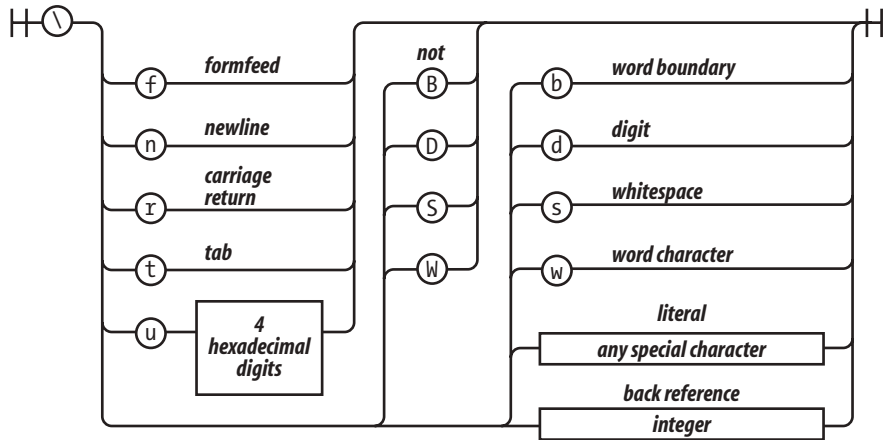 \
f formfeed
n newline
r carriage
return
t tab
u 4
hexadecimal
digits
not
B
D
S
W
b word boundary
d digit
s whitespace
w word character
literal
any special character
back reference
integer